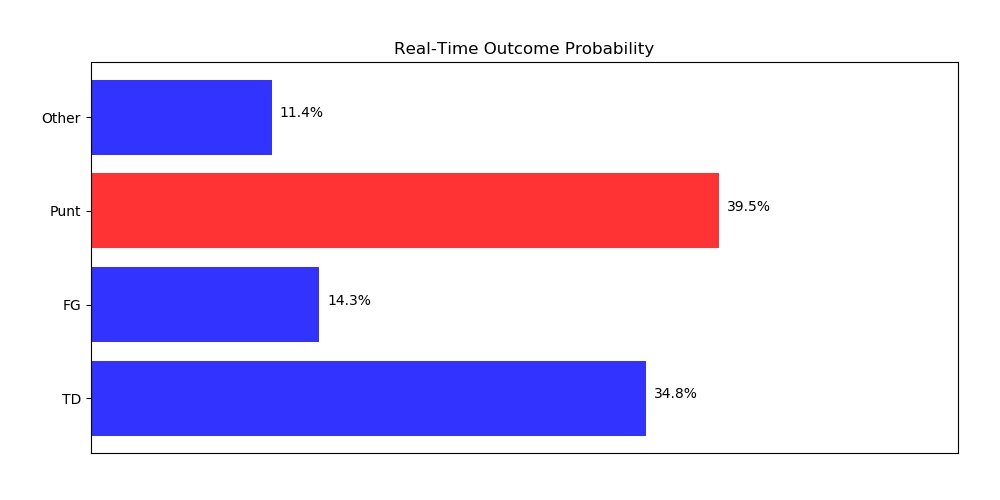 Real-Time Outcome Probability
Other
11.4%
Punt
39.5%
FG
14.3%
TD
34.8%